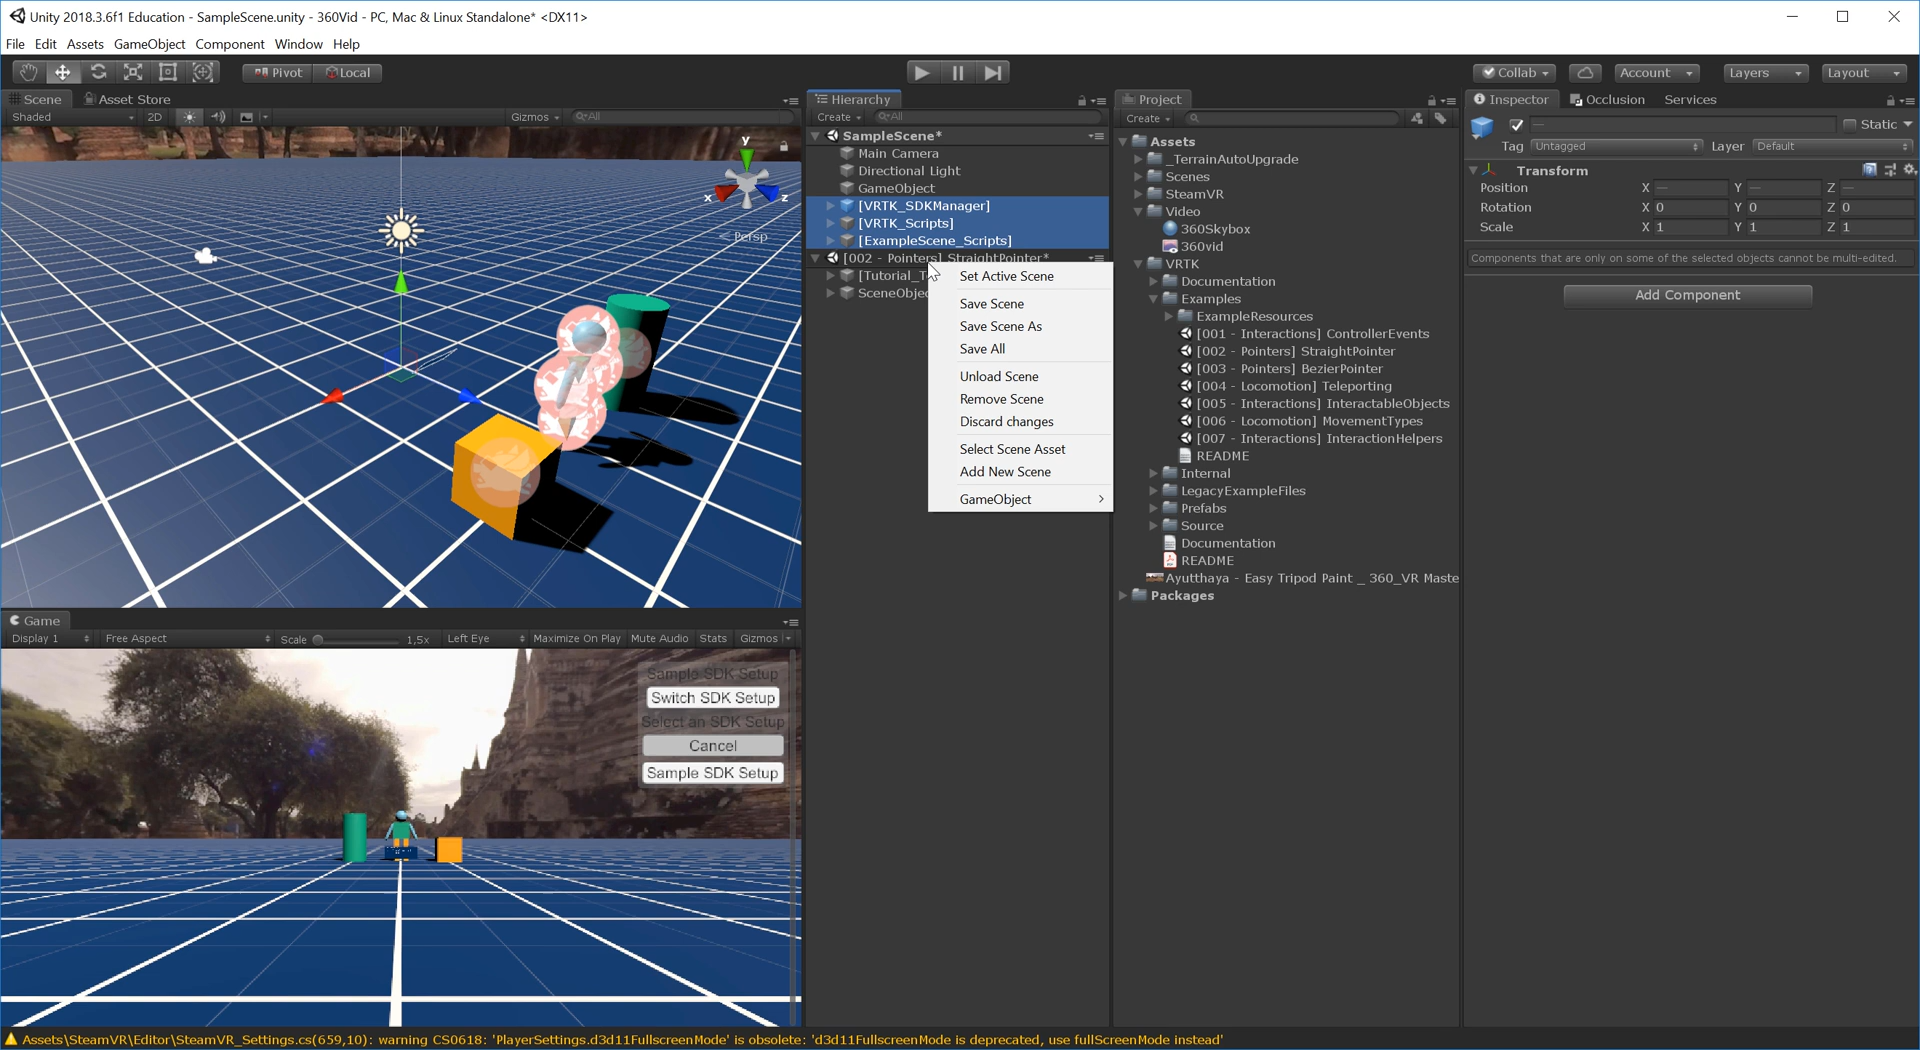 Unity 2018.3.6f1 Education - SampleScene.unity - 360Vid - PC, Mac & Linux Standalone* <DX11>
File Edit Assets GameObject Component Window Help
Pivot Local
Collab Account Layers Layout
Scene Asset Store
Shaded 2D Gizmos All
Persp
y
x
z
Game
Display 1 Free Aspect Scale 1,5x Left Eye Maximize On Play Mute Audio Stats Gizmos
Sample SDK Setup
Switch SDK Setup
Select an SDK Setup
Cancel
Sample SDK Setup
Hierarchy
Create All
SampleScene*
Main Camera
Directional Light
GameObject
[VRTK_SDKManager]
[VRTK_Scripts]
[ExampleScene_Scripts]
[002 - Pointers] StraightPointer*
[Tutorial_T
SceneObjec
Set Active Scene
Save Scene
Save Scene As
Save All
Unload Scene
Remove Scene
Discard changes
Select Scene Asset
Add New Scene
GameObject
Project
Create
Assets
_TerrainAutoUpgrade
Scenes
SteamVR
Video
360Skybox
360vid
VRTK
Documentation
Examples
ExampleResources
[001 - Interactions] ControllerEvents
[002 - Pointers] StraightPointer
[003 - Pointers] BezierPointer
[004 - Locomotion] Teleporting
[005 - Interactions] InteractableObjects
[006 - Locomotion] MovementTypes
[007 - Interactions] InteractionHelpers
README
Internal
LegacyExampleFiles
Prefabs
Source
Documentation
README
Ayutthaya - Easy Tripod Paint _ 360_VR Maste
Packages
Inspector Occlusion Services
— Static
Tag Untagged Layer Default
Transform
Position X — Y — Z —
Rotation X 0 Y 0 Z 0
Scale X 1 Y 1 Z 1
Components that are only on some of the selected objects cannot be multi-edited.
Add Component
Assets\SteamVR\Editor\SteamVR_Settings.cs(659,10): warning CS0618: 'PlayerSettings.d3d11FullscreenMode' is obsolete: 'd3d11FullscreenMode is deprecated, use fullScreenMode instead'